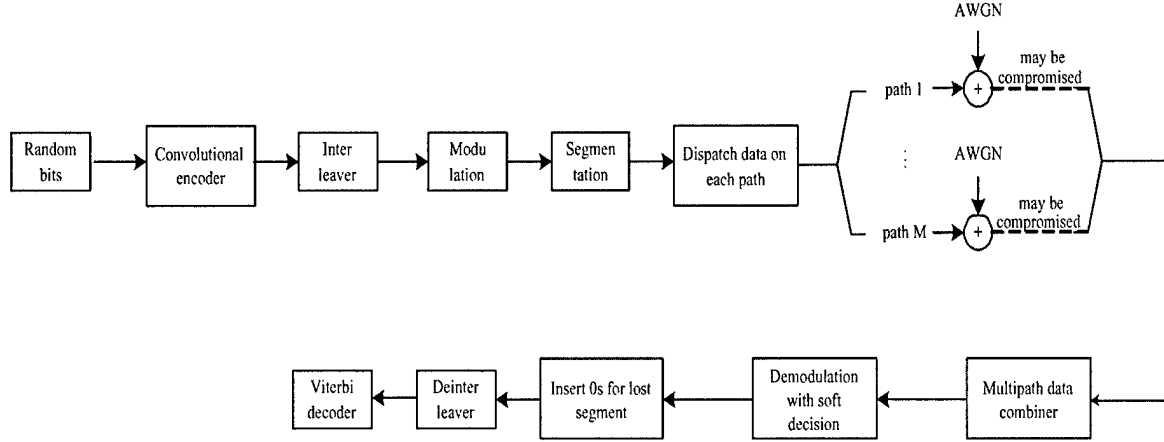 AWGN
may be
compromised
path 1
+
Random
bits
Convolutional
encoder
Inter
leaver
Modu
lation
Segmen
tation
Dispatch data on
each path
AWGN
may be
compromised
path M
+
Viterbi
decoder
Deinter
leaver
Insert 0s for lost
segment
Demodulation
with soft
decision
Multipath data
combiner